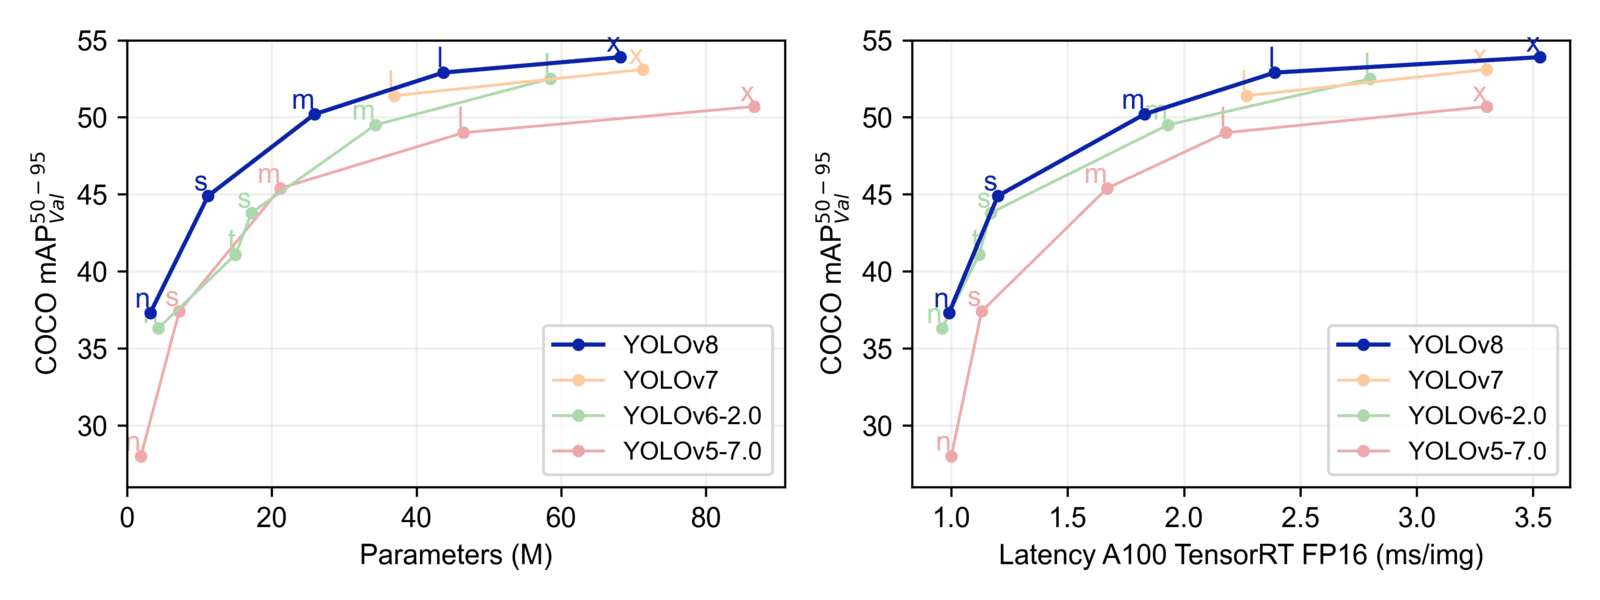 COCO mAP50-95 Val
55
50
45
40
35
30
0 20 40 60 80
Parameters (M)
n s m l x
l x
n t s m l
n s m l x
YOLOv8
YOLOv7
YOLOv6-2.0
YOLOv5-7.0
COCO mAP50-95 Val
55
50
45
40
35
30
1.0 1.5 2.0 2.5 3.0 3.5
Latency A100 TensorRT FP16 (ms/img)
n s m l x
l x
n t s m l
n s m l x
YOLOv8
YOLOv7
YOLOv6-2.0
YOLOv5-7.0